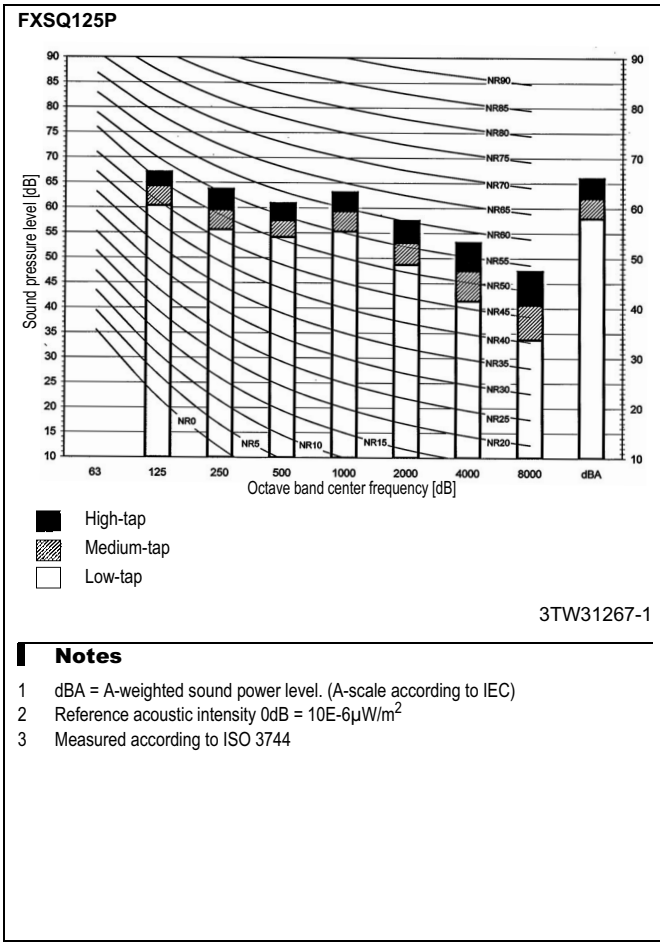 FXSQ125P
90
85
80
75
70
65
60
55
50
45
40
35
30
25
20
15
10
Sound pressure level [dB]
90
80
70
60
50
40
30
20
10
NR90
NR85
NR80
NR75
NR70
NR65
NR60
NR55
NR50
NR45
NR40
NR35
NR30
NR25
NR20
NR0
NR5
NR10
NR15
63 125 250 500 1000 2000 4000 8000 dBA
Octave band center frequency [dB]
High-tap
Medium-tap
Low-tap
3TW31267-1
Notes
1 dBA = A-weighted sound power level. (A-scale according to IEC)
2 Reference acoustic intensity 0dB = 10E-6µW/m²
3 Measured according to ISO 3744